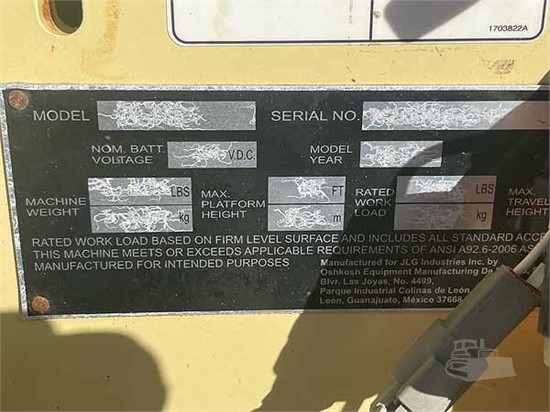 1703822A
MODEL SERIAL NO.
NOM. BATT. VOLTAGE V.D.C. MODEL YEAR
MACHINE WEIGHT LBS kg MAX. PLATFORM HEIGHT FT m RATED WORK LOAD LBS kg MAX. TRAVEL HEIGHT
RATED WORK LOAD BASED ON FIRM LEVEL SURFACE AND INCLUDES ALL STANDARD
THIS MACHINE MEETS OR EXCEEDS APPLICABLE REQUIREMENTS OF ANSI A92.6-2006 AS
MANUFACTURED FOR INTENDED PURPOSES
Manufactured for JLG Industries Inc. by
Oshkosh Equipment Manufacturing De
Blvr. Las Joyas, No. 4499,
Parque Industrial Colinas de León
León, Guanajuato, México 37668